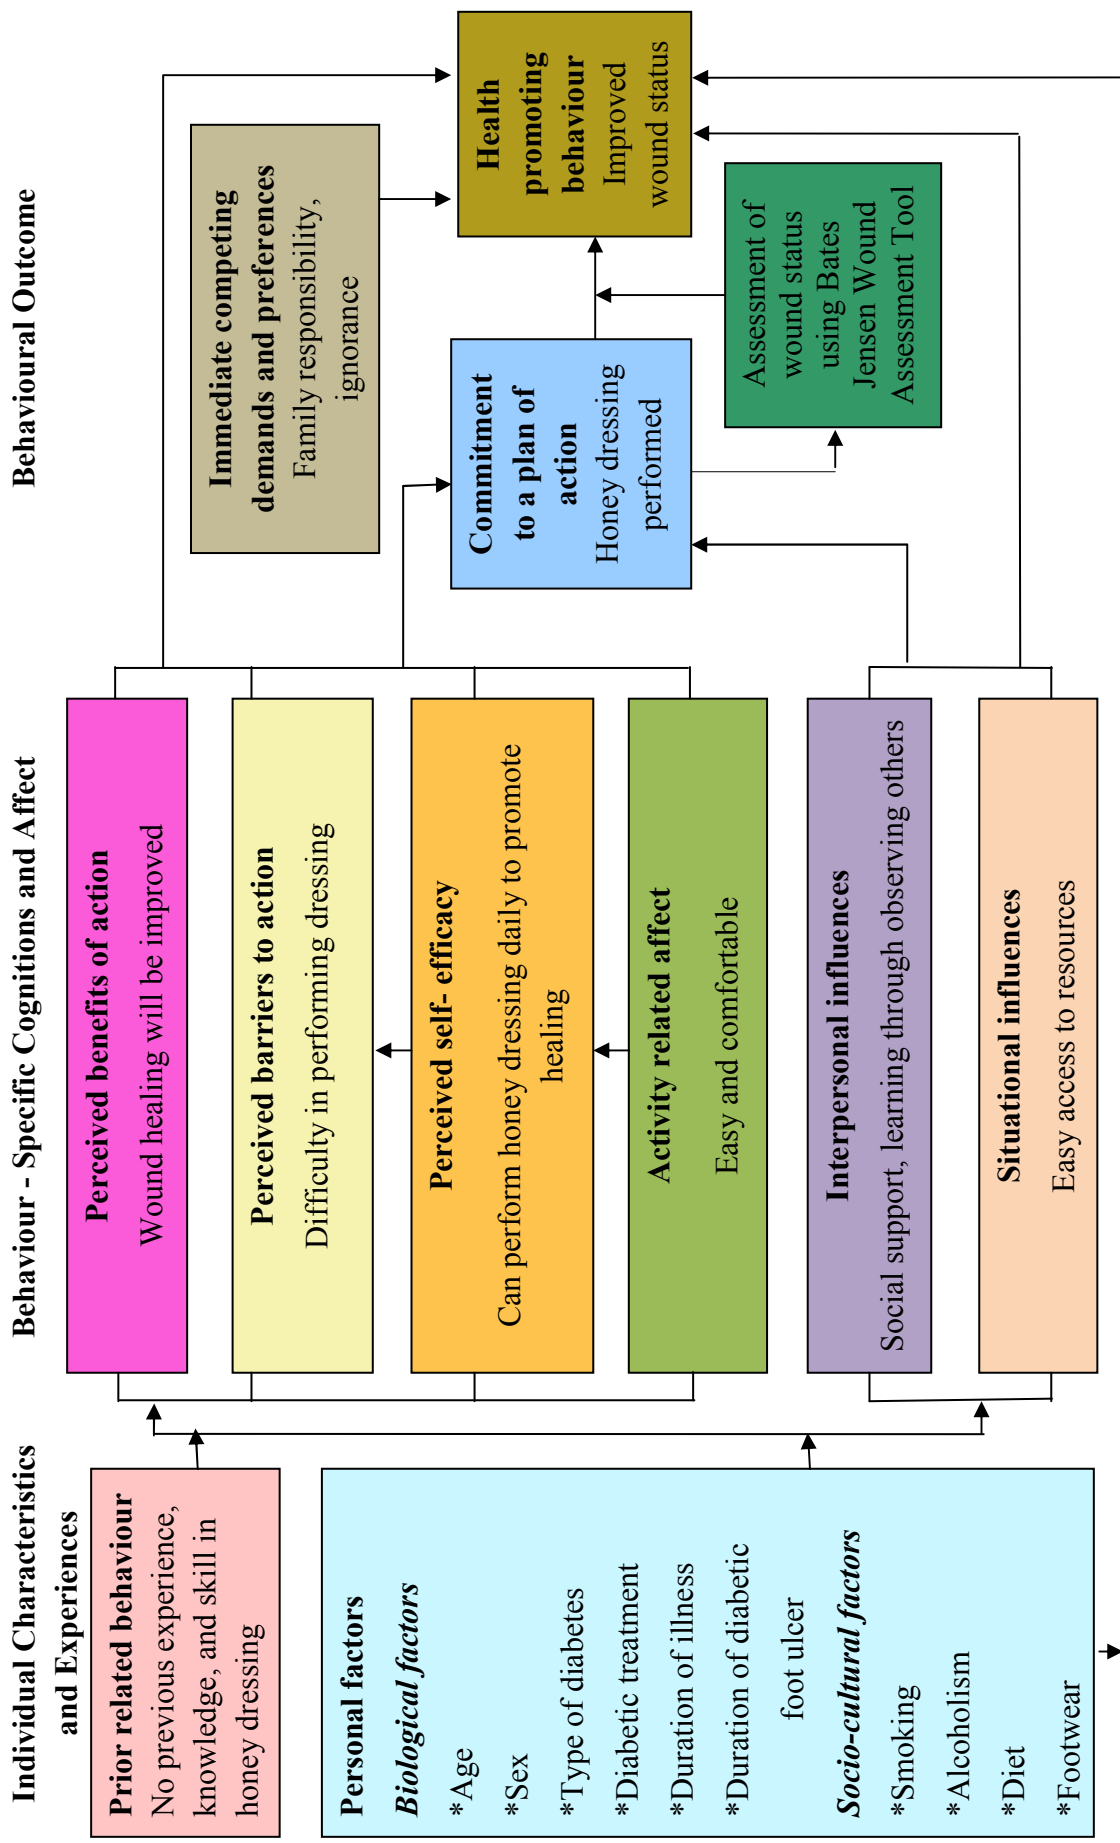 Individual Characteristics
and Experiences
Prior related behaviour
No previous experience,
knowledge, and skill in
honey dressing
Personal factors
Biological factors
*Age
*Sex
*Type of diabetes
*Diabetic treatment
*Duration of illness
*Duration of diabetic
foot ulcer
Socio-cultural factors
*Smoking
*Alcoholism
*Diet
*Footwear
Behaviour - Specific Cognitions and Affect
Perceived benefits of action
Wound healing will be improved
Perceived barriers to action
Difficulty in performing dressing
Perceived self- efficacy
Can perform honey dressing daily to promote
healing
Activity related affect
Easy and comfortable
Interpersonal influences
Social support, learning through observing others
Situational influences
Easy access to resources
Behavioural Outcome
Immediate competing
demands and preferences
Family responsibility,
ignorance
Commitment
to a plan of
action
Honey dressing
performed
Assessment of
wound status
using Bates
Jensen Wound
Assessment Tool
Health
promoting
behaviour
Improved
wound status